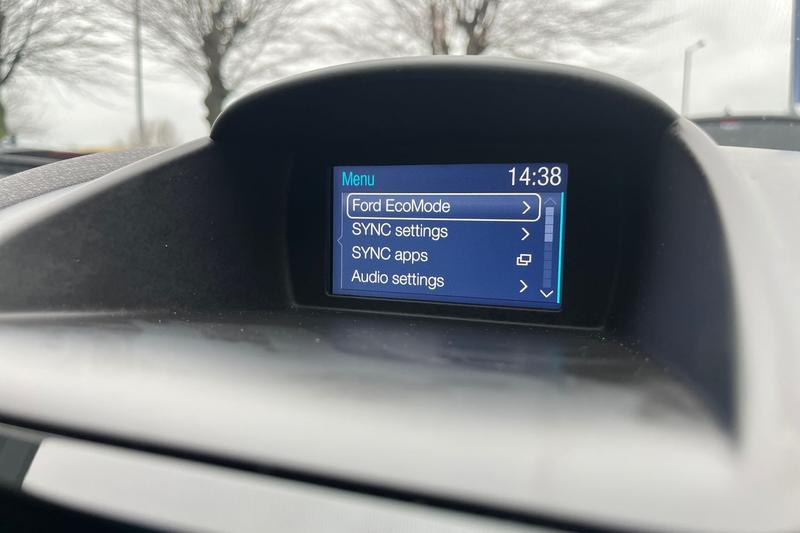 Menu 14:38
Ford EcoMode
SYNC settings
SYNC apps
Audio settings